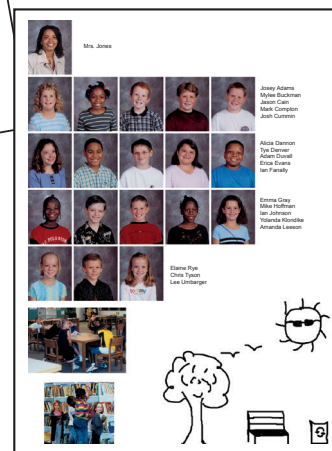 Mrs. Jones
Josey Adams
Mylee Buckman
Jason Cain
Mark Compton
Josh Cummin
Alicia Dannon
Tye Denver
Adam Duvall
Erica Evans
Ian Fanally
Emma Gray
Mike Hoffman
Ian Johnson
Yolanda Klondike
Amanda Leeson
Elaine Rye
Chris Tyson
Lee Umbarger